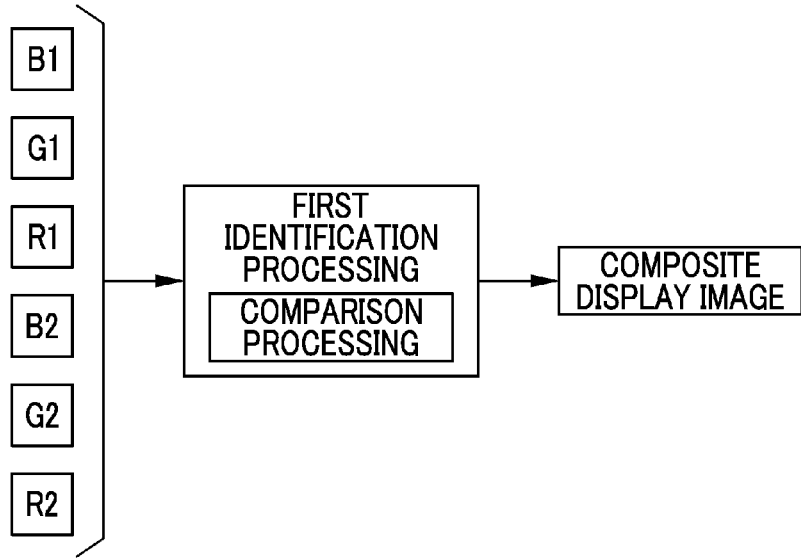 B1
G1
R1
B2
G2
R2
FIRST
IDENTIFICATION
PROCESSING
COMPARISON
PROCESSING
COMPOSITE
DISPLAY IMAGE